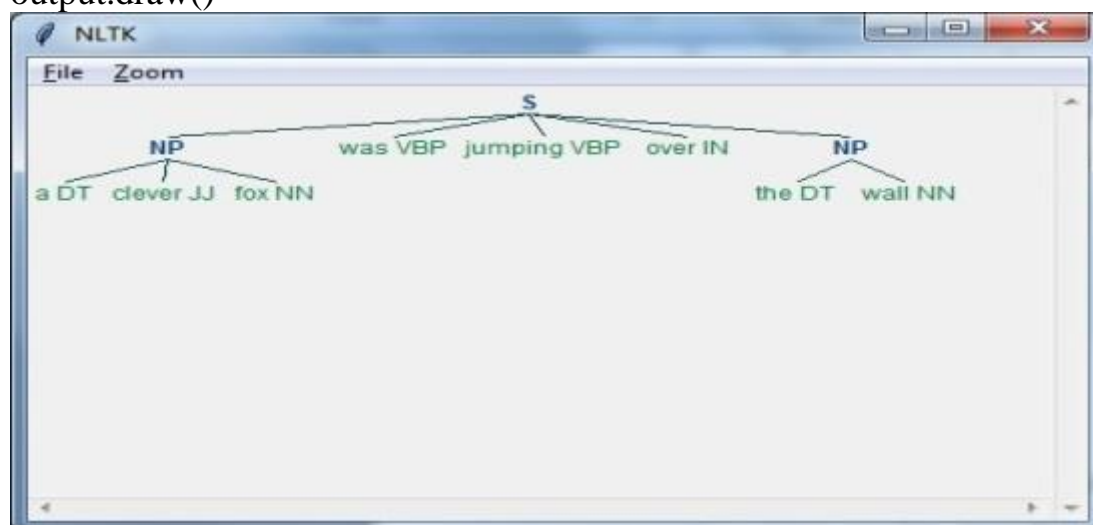 output.draw()
NLTK
File Zoom
S
NP was VBP jumping VBP over IN NP
a DT clever JJ fox NN the DT wall NN